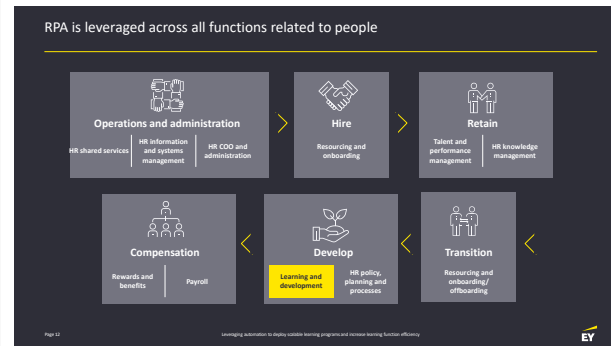 RPA is leveraged across all functions related to people
Operations and administration
HR shared services
HR information
and systems
management
HR COO and
administration
Hire
Resourcing and
onboarding
Retain
Talent and
performance
management
HR knowledge
management
Compensation
Rewards and
benefits
Payroll
Develop
Learning and
development
HR policy,
planning and
processes
Transition
Resourcing and
onboarding/
offboarding
Page 12
Leveraging automation to deploy scalable learning programs and increase learning function efficiency
EY